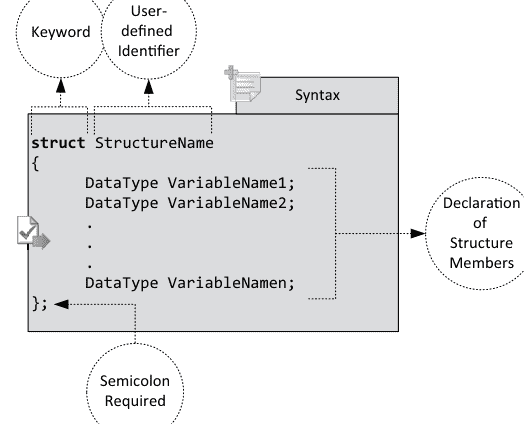 User-
defined
Identifier
Keyword
Syntax
struct StructureName
{
DataType VariableName1;
DataType VariableName2;
.
.
.
DataType VariableNamen;
};
Declaration
of
Structure
Members
Semicolon
Required